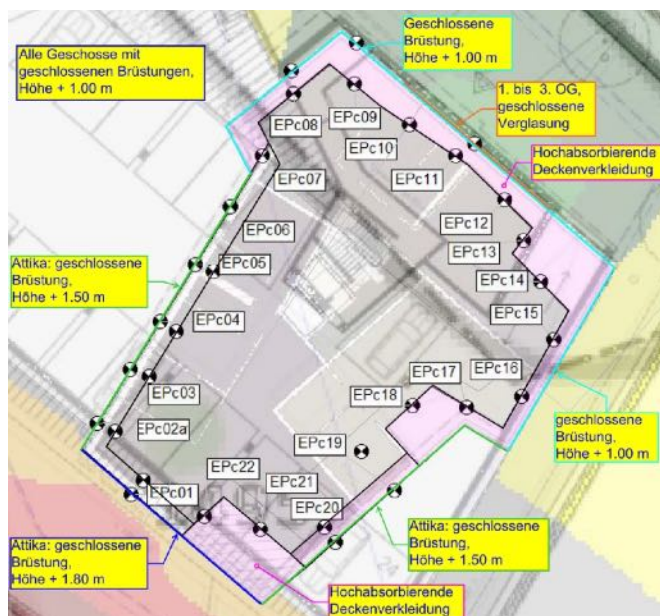 Alle Geschosse mit
geschlossenen Brüstungen,
Höhe + 1.00 m
Geschlossene
Brüstung,
Höhe + 1.00 m
1. bis 3. OG,
geschlossene
Verglasung
Hochabsorbierende
Deckenverkleidung
EPc08
EPc09
EPc10
EPc11
EPc07
EPc12
EPc06
EPc13
EPc05
EPc14
Attika: geschlossene
Brüstung,
Höhe + 1.50 m
EPc04
EPc15
EPc03
EPc16
EPc17
EPc18
EPc02a
EPc19
geschlossene
Brüstung,
Höhe + 1.00 m
EPc22
EPc01
EPc21
EPc20
Attika: geschlossene
Brüstung,
Höhe + 1.80 m
Attika: geschlossene
Brüstung,
Höhe + 1.50 m
Hochabsorbierende
Deckenverkleidung
24